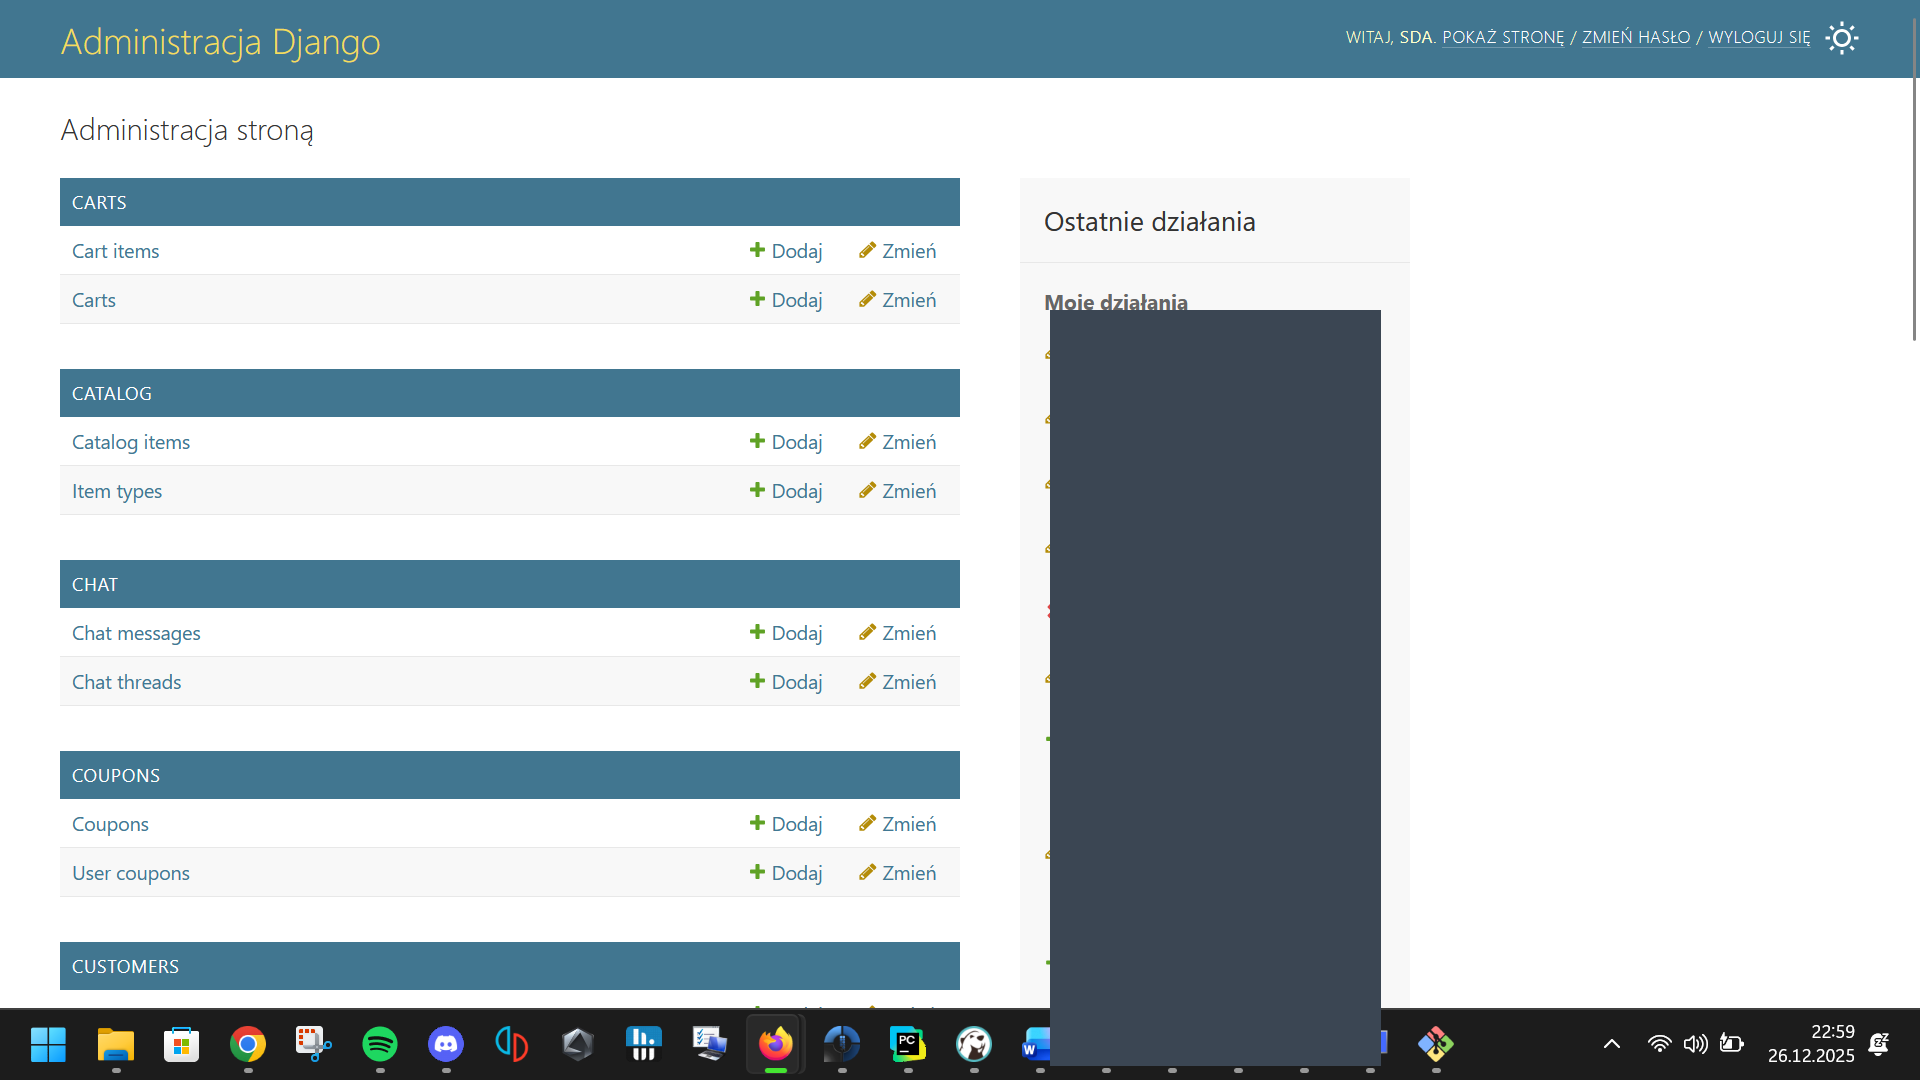 Administracja Django
WITAJ, SDA. POKAŻ STRONĘ / ZMIEŃ HASŁO / WYLOGUJ SIĘ
Administracja stroną
CARTS
Cart items Dodaj Zmień
Carts Dodaj Zmień
CATALOG
Catalog items Dodaj Zmień
Item types Dodaj Zmień
CHAT
Chat messages Dodaj Zmień
Chat threads Dodaj Zmień
COUPONS
Coupons Dodaj Zmień
User coupons Dodaj Zmień
CUSTOMERS
Ostatnie działania
Moje działania
PC
W
22:59
26.12.2025